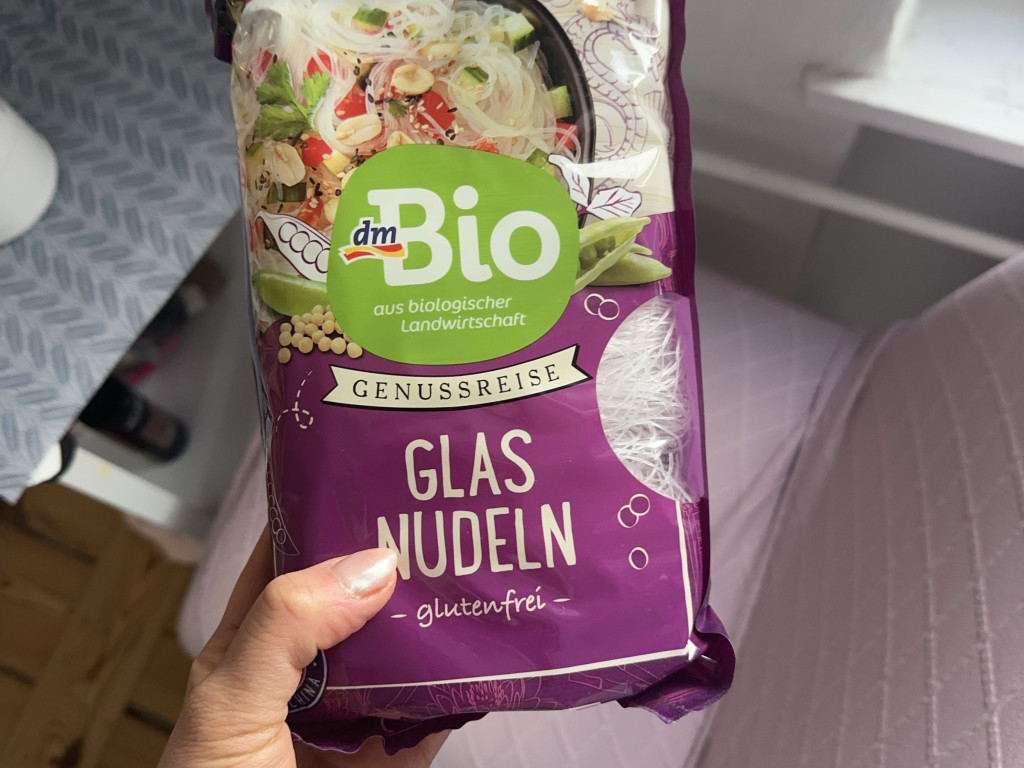 dm
Bio
aus biologischer
Landwirtschaft
GENUSSREISE
GLAS
NUDELN
– glutenfrei –